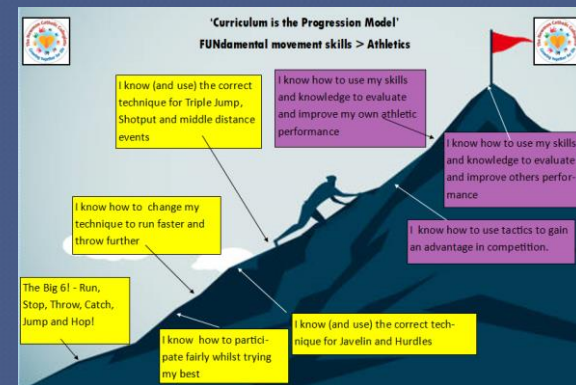 'Curriculum is the Progression Model'
FUNdamental movement skills > Athletics
I know (and use) the correct
technique for Triple Jump,
Shotput and middle distance
events
I know how to use my skills
and knowledge to evaluate
and improve my own athletic
performance
I know how to use my skills
and knowledge to evaluate
and improve others perfor-
mance
I know how to change my
technique to run faster and
throw further
I know how to use tactics to gain
an advantage in competition.
The Big 6! - Run,
Stop, Throw, Catch,
Jump and Hop!
I know how to partici-
pate fairly whilst trying
my best
I know (and use) the correct tech-
nique for Javelin and Hurdles